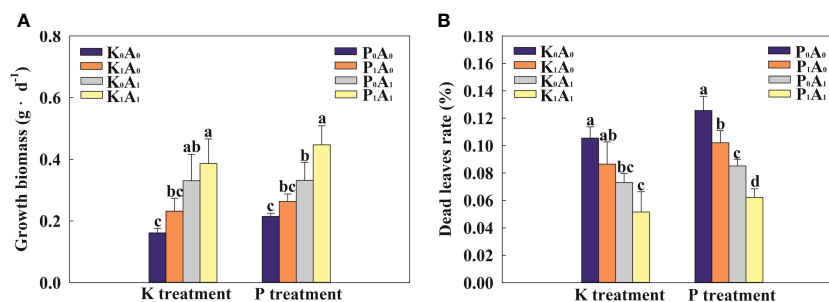 A
Growth biomass (g · d⁻¹)
0.8
0.6
0.4
0.2
0.0
K₀A₀
K₁A₀
K₀A₁
K₁A₁
P₀A₀
P₁A₀
P₀A₁
P₁A₁
c
bc
ab
a
c
bc
b
a
K treatment
P treatment
B
Dead leaves rate (%)
0.18
0.16
0.14
0.12
0.10
0.08
0.06
0.04
0.02
0.00
K₀A₀
K₁A₀
K₀A₁
K₁A₁
P₀A₀
P₁A₀
P₀A₁
P₁A₁
a
ab
bc
c
a
b
c
d
K treatment
P treatment